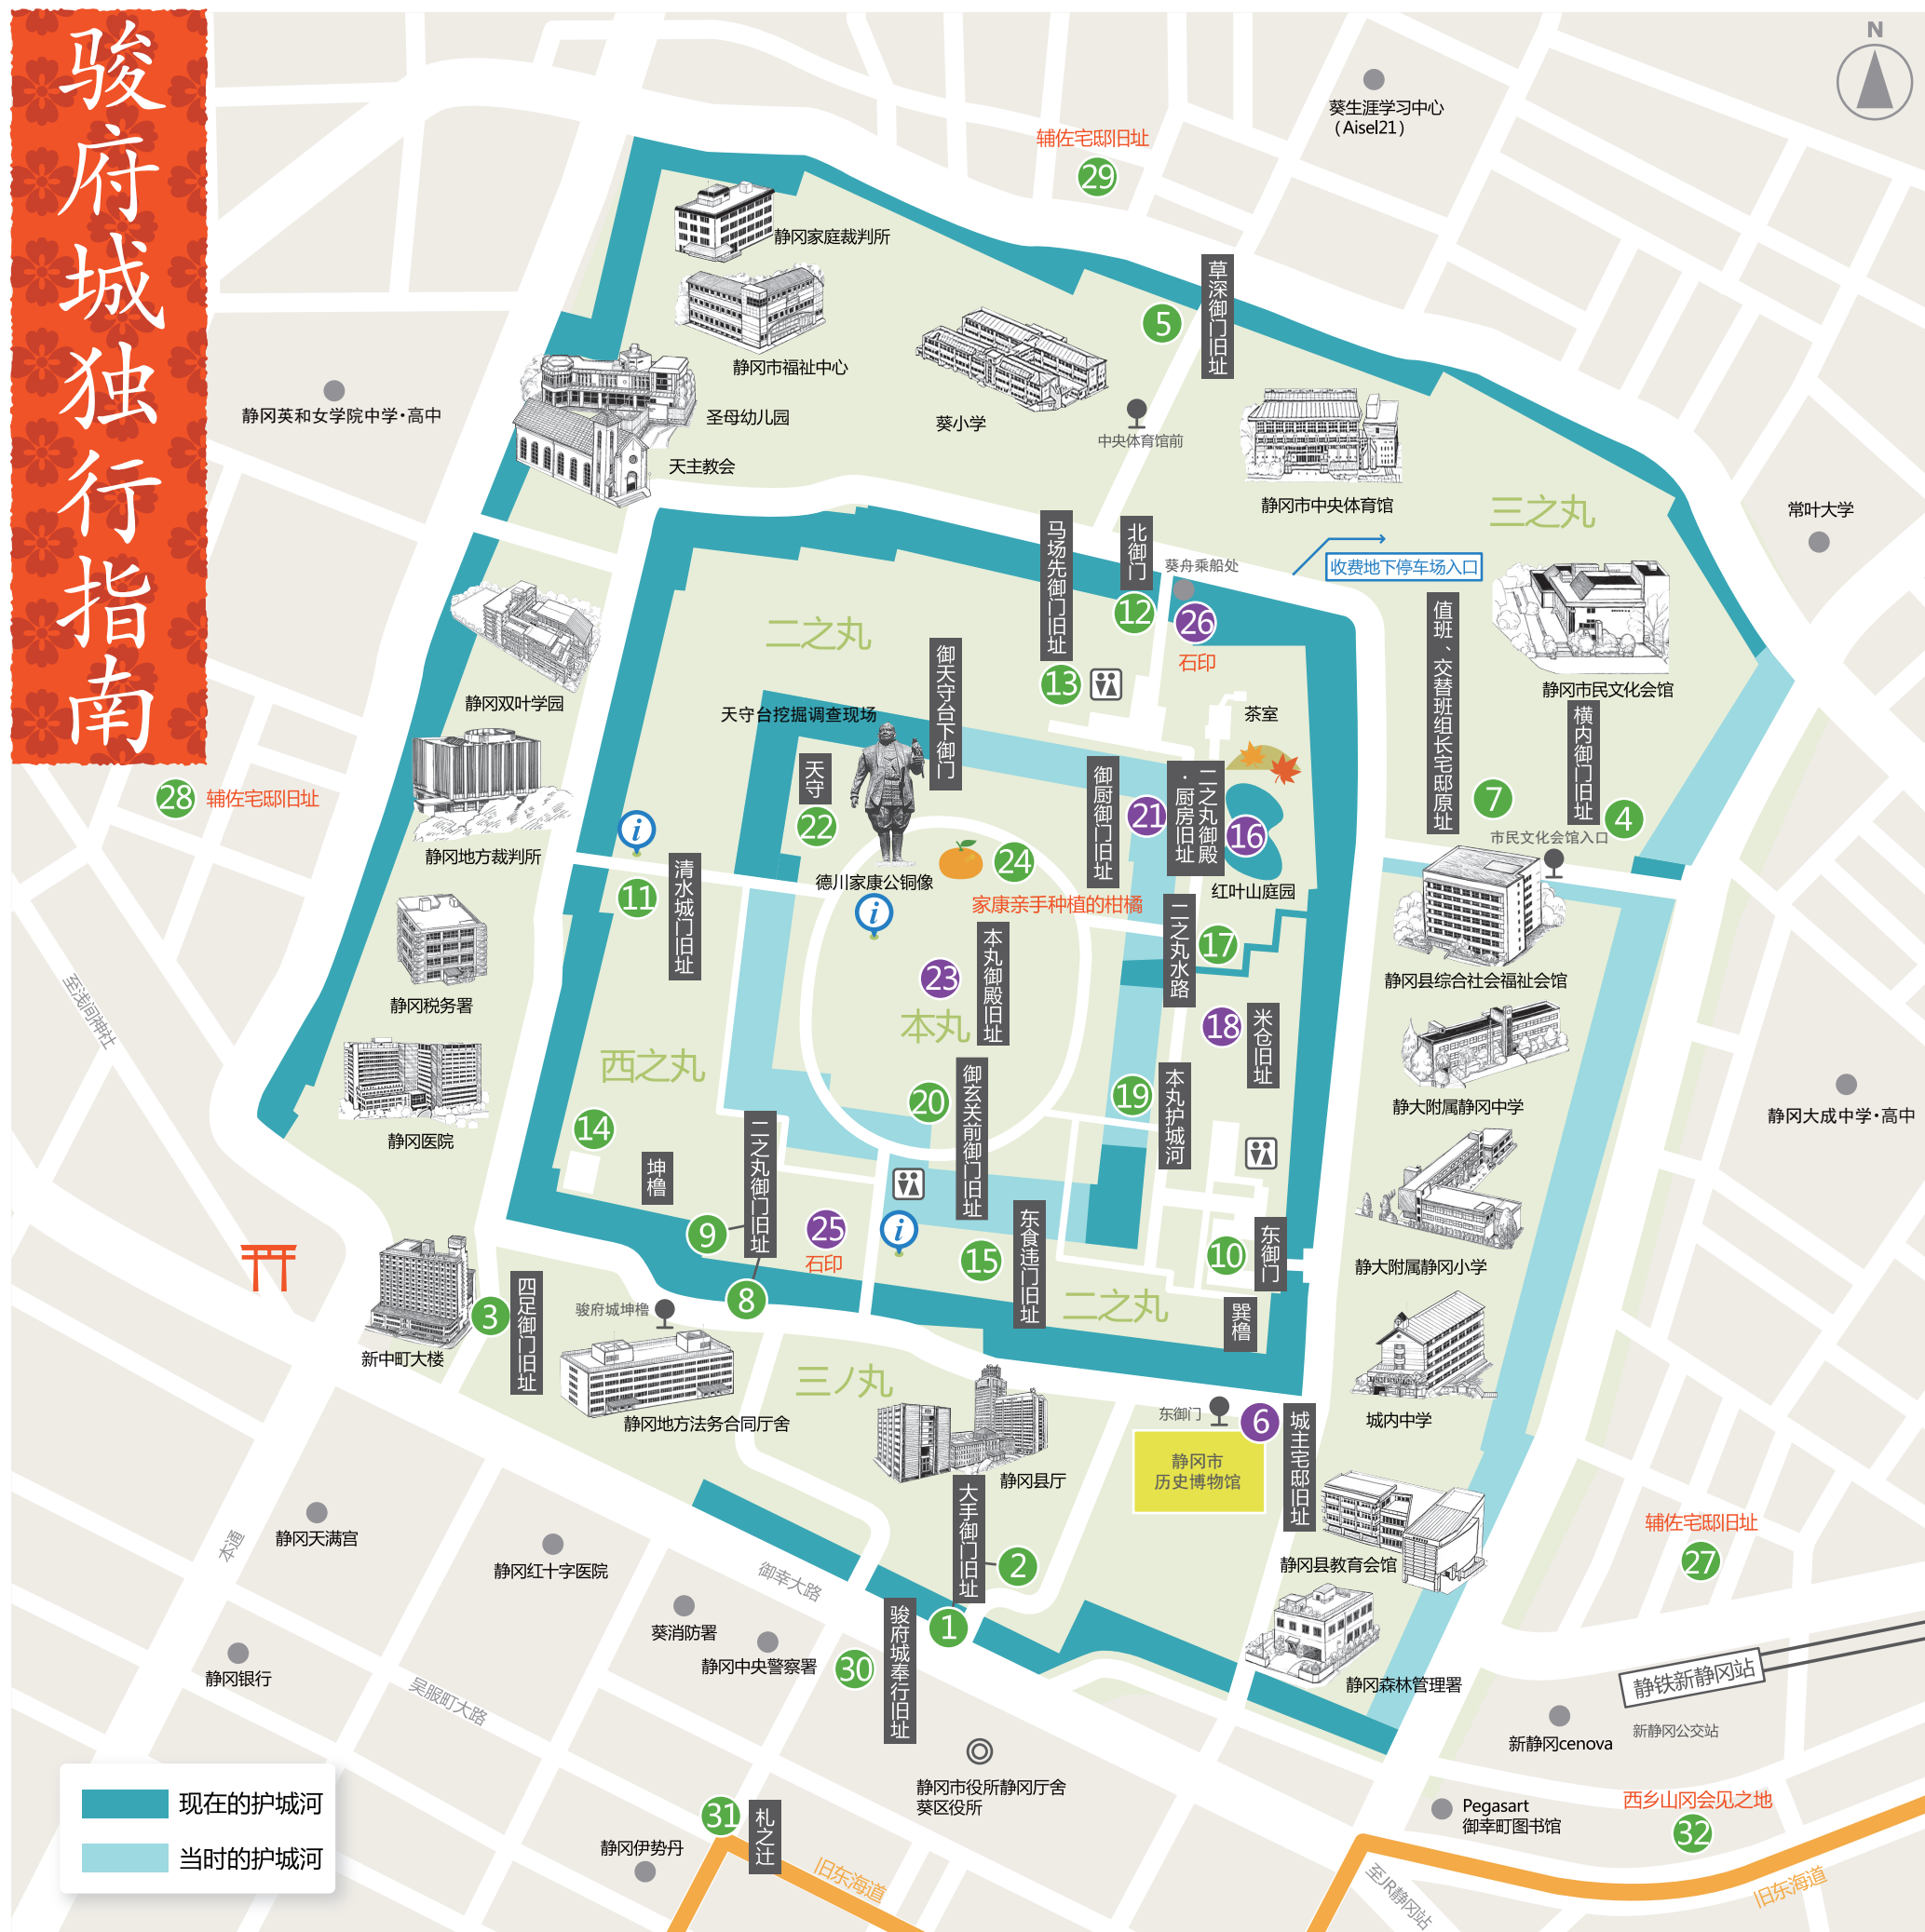 骏府城独行指南
N
葵生涯学习中心
（Aisel21）
辅佐宅邸旧址
29
静冈家庭裁判所
草深御门旧址
5
静冈市福祉中心
静冈英和女学院中学・高中
圣母幼儿园
葵小学
中央体育馆前
天主教会
静冈市中央体育馆
三之丸
常叶大学
马场先御门旧址
北御门
葵舟乘船处
收费地下停车场入口
12
26
石印
值班、交替班组长宅邸原址
二之丸
御天守台下御门
13
静冈双叶学园
静冈市民文化会馆
横内御门旧址
天守台挖掘调查现场
茶室
28
辅佐宅邸旧址
天守
22
御厨御门旧址
21
二之丸御殿
・厨房旧址
16
7
4
市民文化会馆入口
静冈地方裁判所
i
清水城门旧址
11
德川家康公铜像
24
家康亲手种植的柑橘
红叶山庭园
i
本丸御殿旧址
二之丸水路
17
23
静冈县综合社会福祉会馆
静冈税务署
至浅间神社
本丸
18
米仓旧址
西之丸
御玄关前御门旧址
20
19
本丸护城河
静大附属静冈中学
静冈大成中学・高中
静冈医院
14
坤橹
二之丸御门旧址
9
25
石印
i
15
东食违门旧址
10
东御门
静大附属静冈小学
8
二之丸
巽橹
3
四足御门旧址
骏府城坤橹
新中町大楼
三ノ丸
静冈地方法务合同厅舍
东御门
6
城主宅邸旧址
城内中学
静冈市
历史博物馆
静冈县厅
大手御门旧址
2
静冈天满宫
本通
静冈红十字医院
御幸大路
静冈县教育会馆
辅佐宅邸旧址
27
葵消防署
1
骏府城奉行旧址
静冈中央警察署
30
静冈银行
吴服町大路
静冈森林管理署
静铁新静冈站
新静冈公交站
新静冈cenova
静冈市役所静冈厅舍
葵区役所
现在的护城河
当时的护城河
31
札之辻
静冈伊势丹
旧东海道
Pegasart
御幸町图书馆
西乡山冈会见之地
32
至JR静冈站
旧东海道